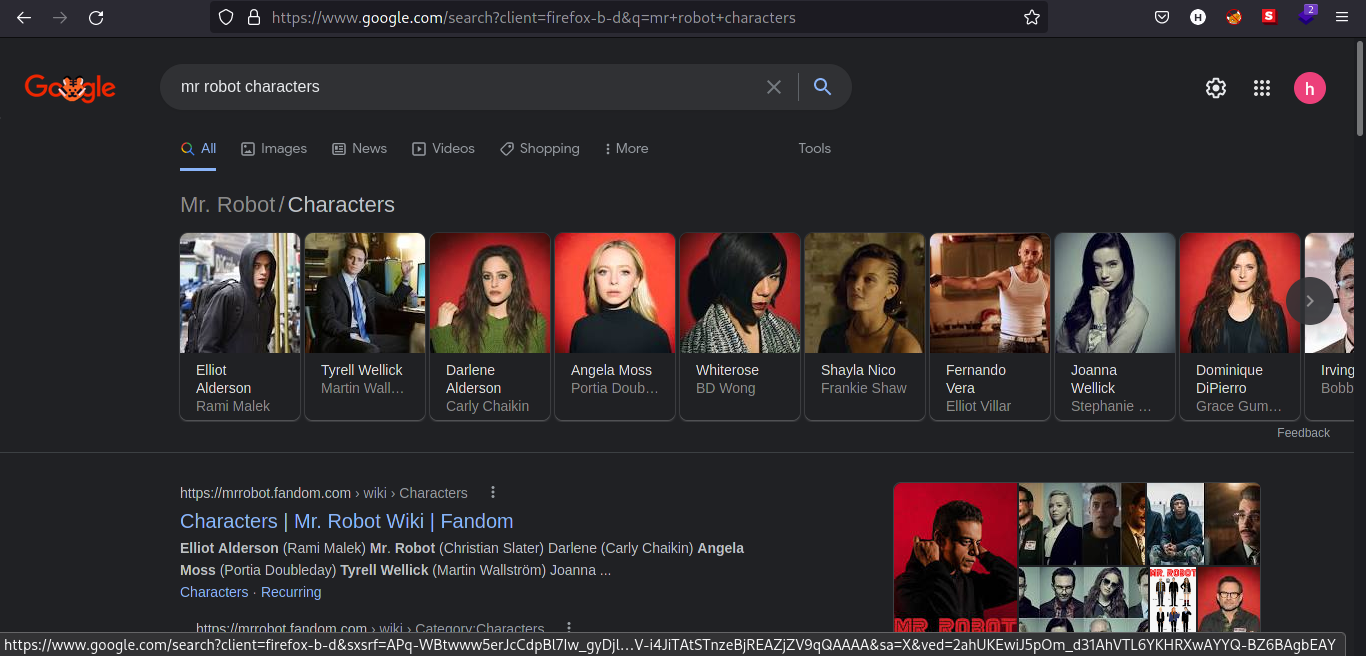 https://www.google.com/search?client=firefox-b-d&q=mr+robot+characters
H
S
2
Google
mr robot characters
h
All
Images
News
Videos
Shopping
More
Tools
Mr. Robot / Characters
Elliot Alderson
Rami Malek
Tyrell Wellick
Martin Wall…
Darlene Alderson
Carly Chaikin
Angela Moss
Portia Doub…
Whiterose
BD Wong
Shayla Nico
Frankie Shaw
Fernando Vera
Elliot Villar
Joanna Wellick
Stephanie …
Dominique DiPierro
Grace Gum…
Irving
Bobb
Feedback
https://mrrobot.fandom.com › wiki › Characters
Characters | Mr. Robot Wiki | Fandom
Elliot Alderson (Rami Malek) Mr. Robot (Christian Slater) Darlene (Carly Chaikin) Angela
Moss (Portia Doubleday) Tyrell Wellick (Martin Wallström) Joanna ...
Characters · Recurring
https://mrrobot.fandom.com › wiki › Category:Characters
MR. ROBOT
MR. ROBOT
https://www.google.com/search?client=firefox-b-d&sxsrf=APq-WBtwww5erJcCdpBl7lw_gyDjl…V-i4JiTAtSTnzeBjREAZjZV9qQAAAA&sa=X&ved=2ahUKEwiJ5pOm_d31AhVTL6YKHRXwAYYQ-BZ6BAgbEAY